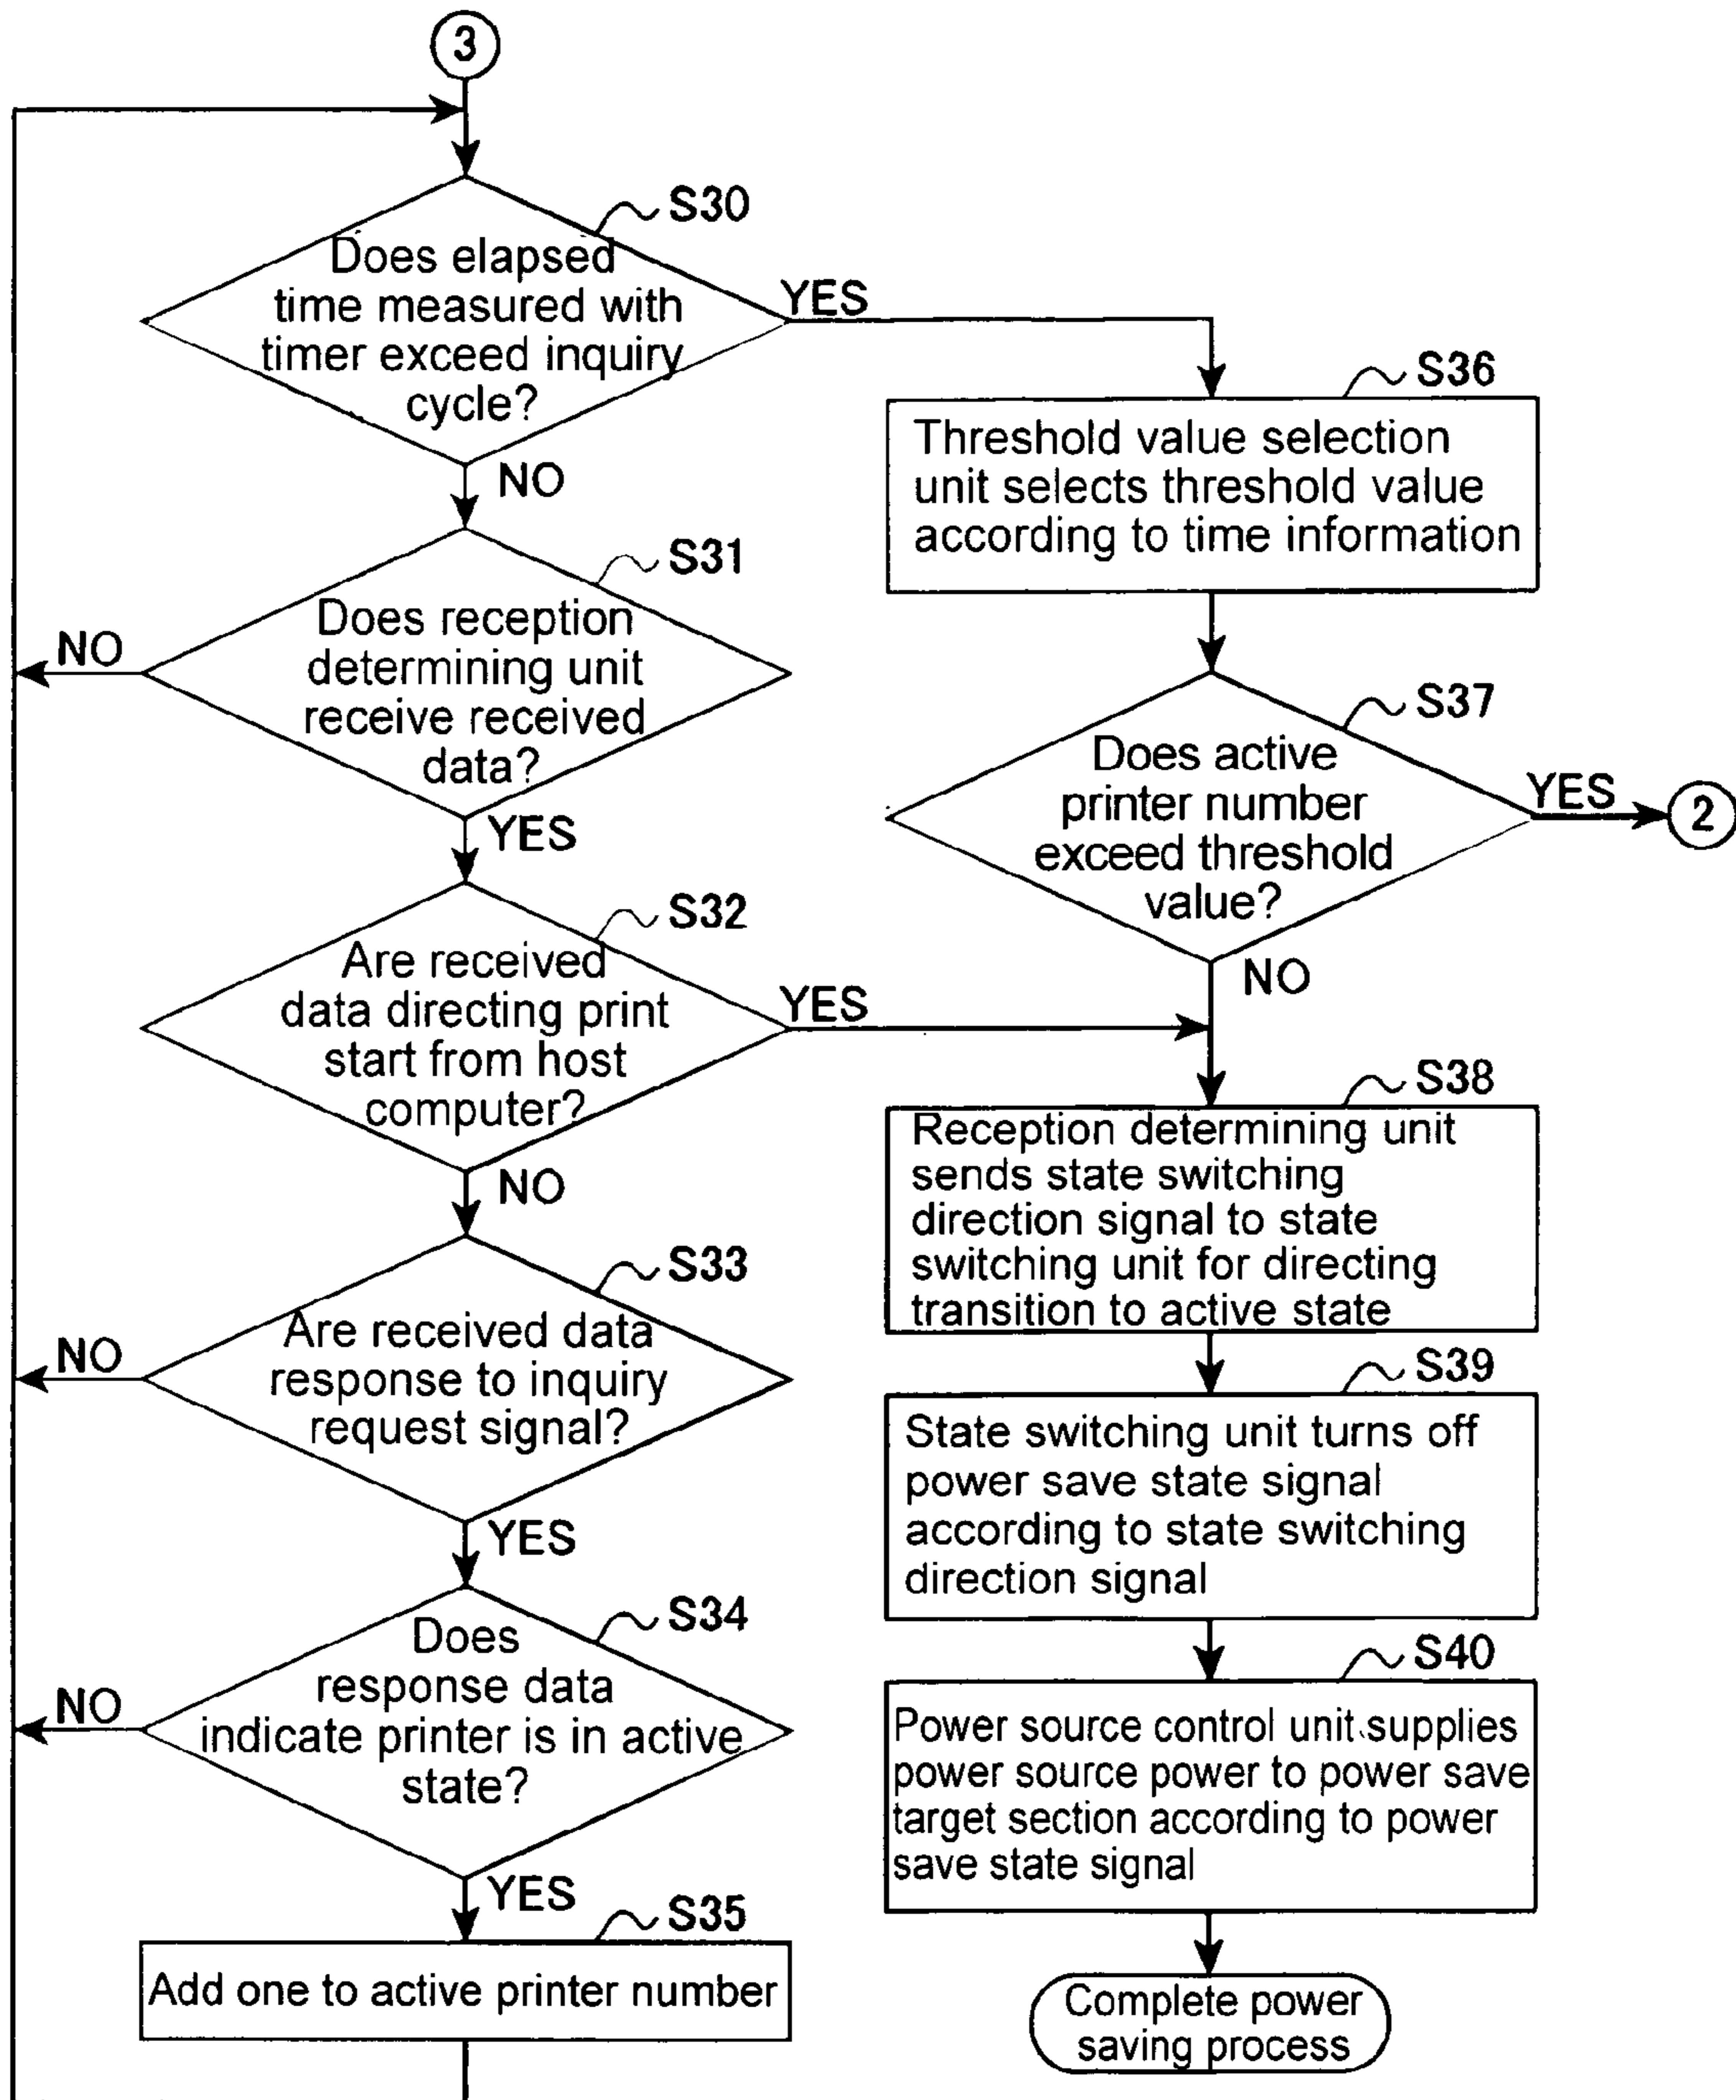 3
S30
Does elapsed
time measured with
timer exceed inquiry
cycle?
YES
NO
S31
Does reception
determining unit
receive received
data?
NO
YES
S32
Are received
data directing print
start from host
computer?
YES
NO
S33
Are received data
response to inquiry
request signal?
NO
YES
S34
Does
response data
indicate printer is in active
state?
NO
YES
S35
Add one to active printer number
S36
Threshold value selection
unit selects threshold value
according to time information
S37
Does active
printer number
exceed threshold
value?
YES
2
NO
S38
Reception determining unit
sends state switching
direction signal to state
switching unit for directing
transition to active state
S39
State switching unit turns off
power save state signal
according to state switching
direction signal
S40
Power source control unit supplies
power source power to power save
target section according to power
save state signal
Complete power
saving process